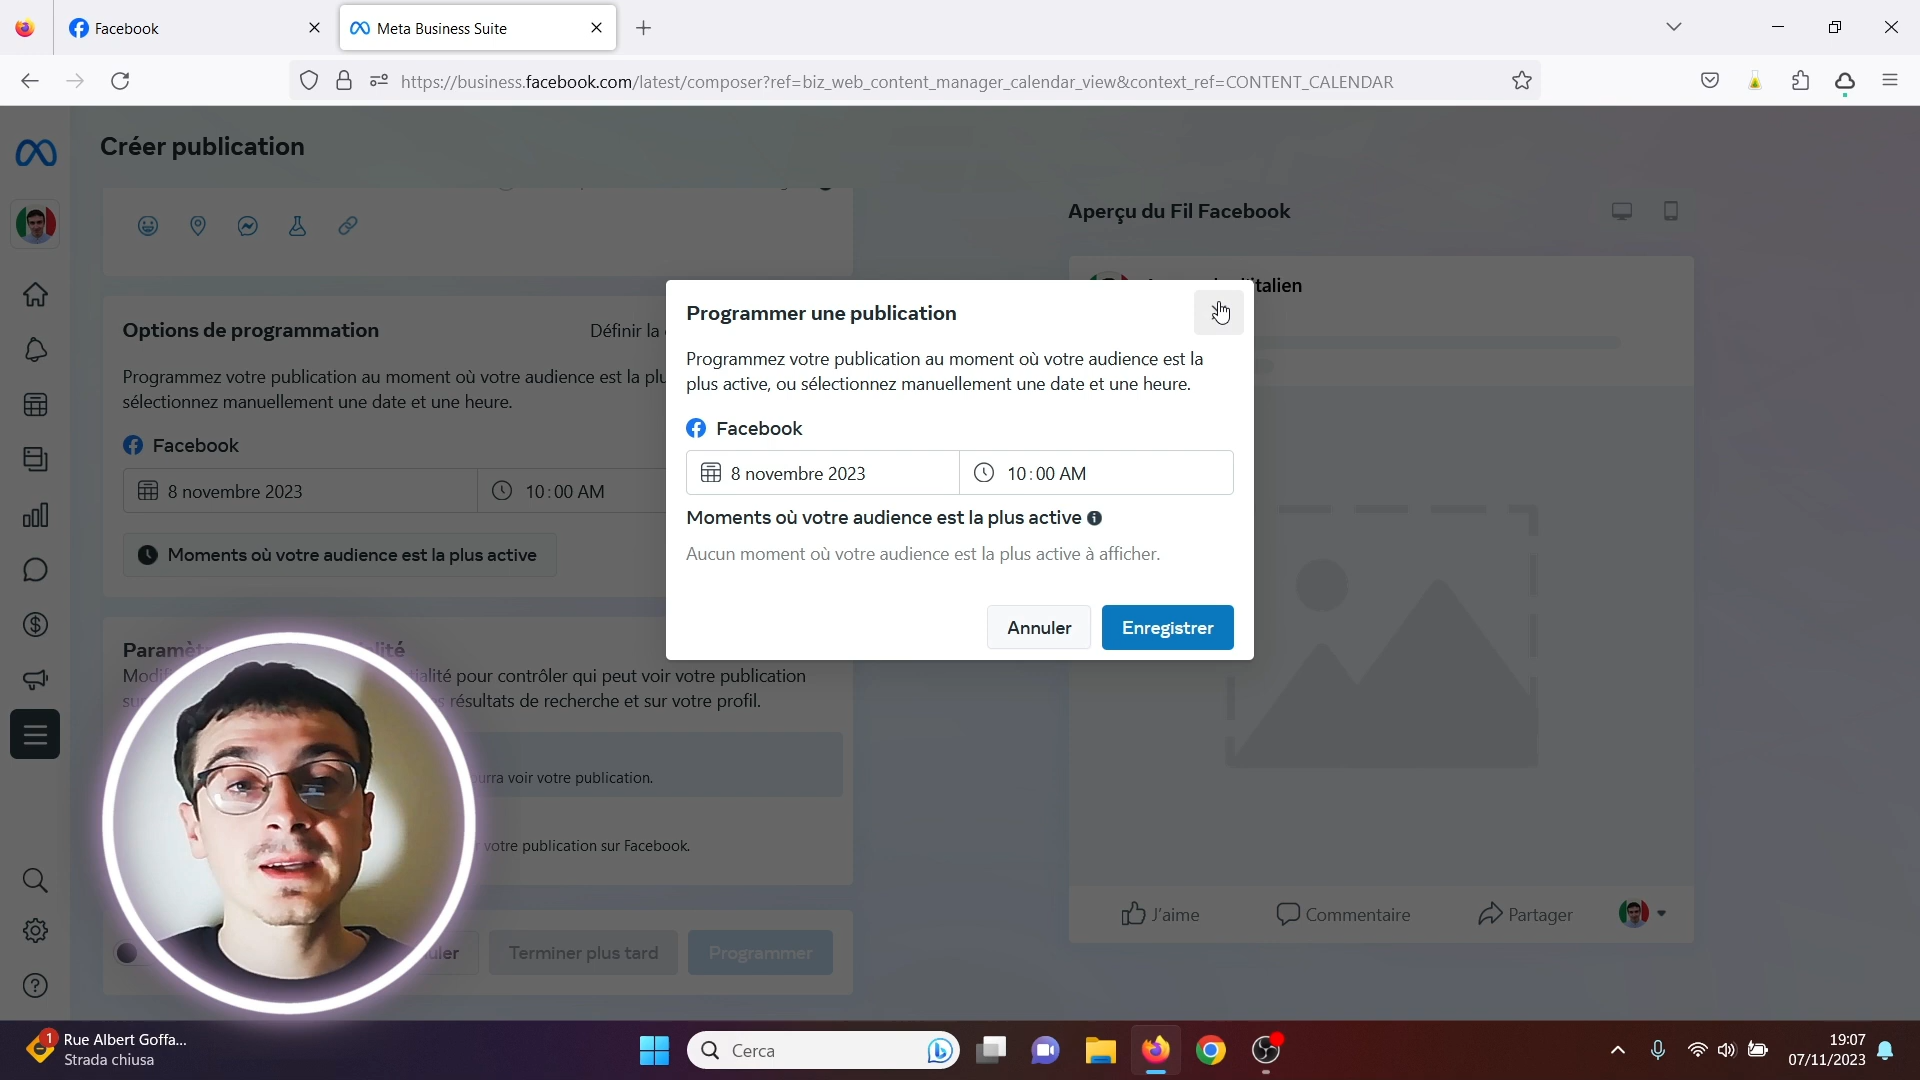 Facebook
Meta Business Suite
https://business.facebook.com/latest/composer?ref=biz_web_content_manager_calendar_view&context_ref=CONTENT_CALENDAR
Créer publication
Aperçu du Fil Facebook
italien
Options de programmation
Définir la
Programmez votre publication au moment où votre audience est la plu
sélectionnez manuellement une date et une heure.
Facebook
8 novembre 2023
10:00 AM
Moments où votre audience est la plus active
Programmer une publication
Programmez votre publication au moment où votre audience est la
plus active, ou sélectionnez manuellement une date et une heure.
Facebook
8 novembre 2023
10:00 AM
Moments où votre audience est la plus active
Aucun moment où votre audience est la plus active à afficher.
Annuler
Enregistrer
Paramèt
alité
Modif
ialité pour contrôler qui peut voir votre publication
su
s résultats de recherche et sur votre profil.
urra voir votre publication.
votre publication sur Facebook.
uler
Terminer plus tard
Programmer
J'aime
Commentaire
Partager
1
Rue Albert Goffa...
Strada chiusa
Cerca
19:07
07/11/2023